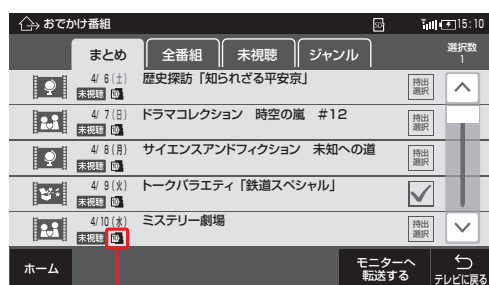 おでかけ番組
SD
15:10
まとめ
全番組
未視聴
ジャンル
選択数
1
4/ 6(土)
歴史探訪「知られざる平安京」
未視聴
持出
選択
4/ 7(日)
ドラマコレクション 時空の嵐 #12
未視聴
持出
選択
4/ 8(月)
サイエンスアンドフィクション 未知への道
未視聴
持出
選択
4/ 9(火)
トークバラエティ「鉄道スペシャル」
未視聴
4/10(水)
ミステリー劇場
未視聴
持出
選択
ホーム
モニターへ
転送する
テレビに戻る